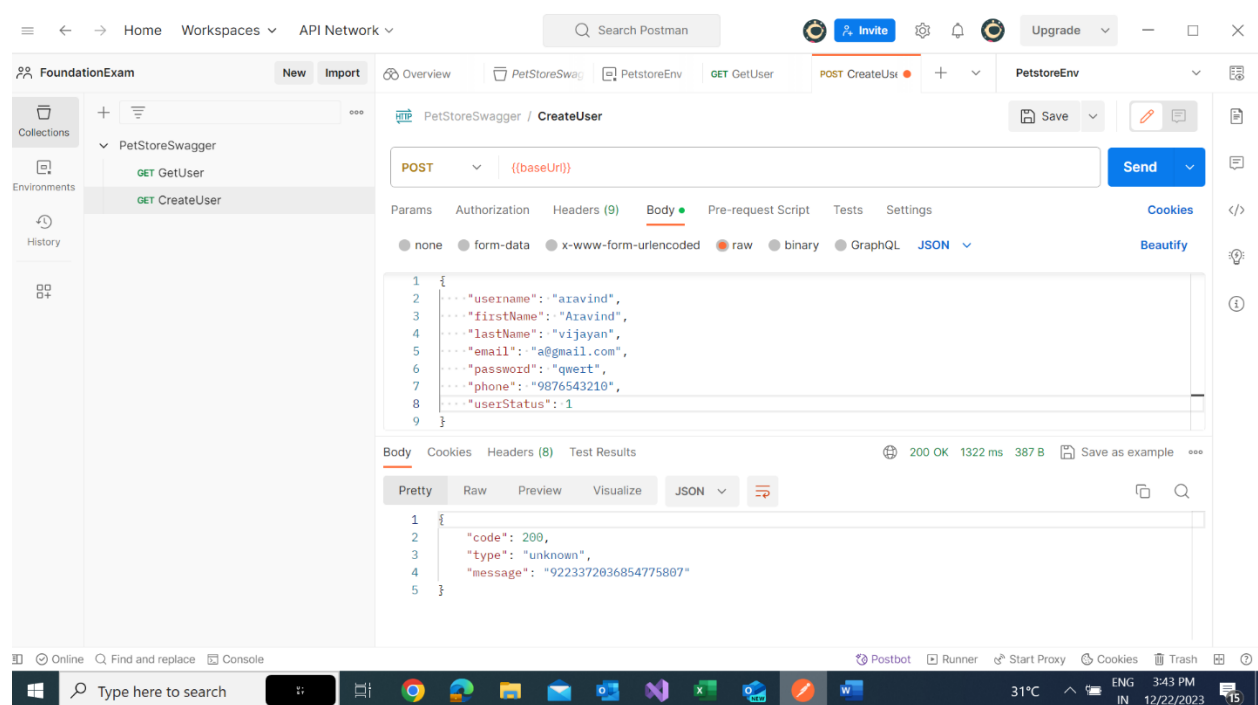 Home Workspaces API Network Search Postman Invite Upgrade
FoundationExam New Import Overview PetStoreSwag PetstoreEnv GET GetUser POST CreateUse PetstoreEnv
Collections
HTTP PetStoreSwagger / CreateUser Save
PetStoreSwagger
POST {{baseUrl}} Send
Environments
GET GetUser
GET CreateUser
Params Authorization Headers (9) Body Pre-request Script Tests Settings Cookies
History
none form-data x-www-form-urlencoded raw binary GraphQL JSON Beautify
1 {
2 "username": "aravind",
3 "firstName": "Aravind",
4 "lastName": "vijayan",
5 "email": "a@gmail.com",
6 "password": "qwert",
7 "phone": "9876543210",
8 "userStatus": 1
9 }
Body Cookies Headers (8) Test Results 200 OK 1322 ms 387 B Save as example
Pretty Raw Preview Visualize JSON
1 {
2 "code": 200,
3 "type": "unknown",
4 "message": "9223372036854775807"
5 }
Online Find and replace Console Postbot Runner Start Proxy Cookies Trash
Type here to search 31°C ENG IN 3:43 PM 12/22/2023 15